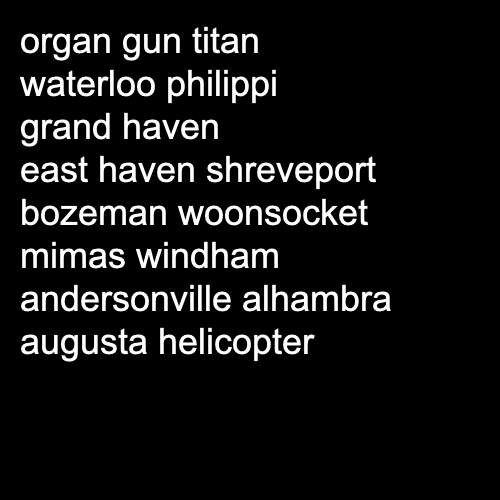 organ gun titan
waterloo philippi
grand haven
east haven shreveport
bozeman woonsocket
mimas windham
andersonville alhambra
augusta helicopter